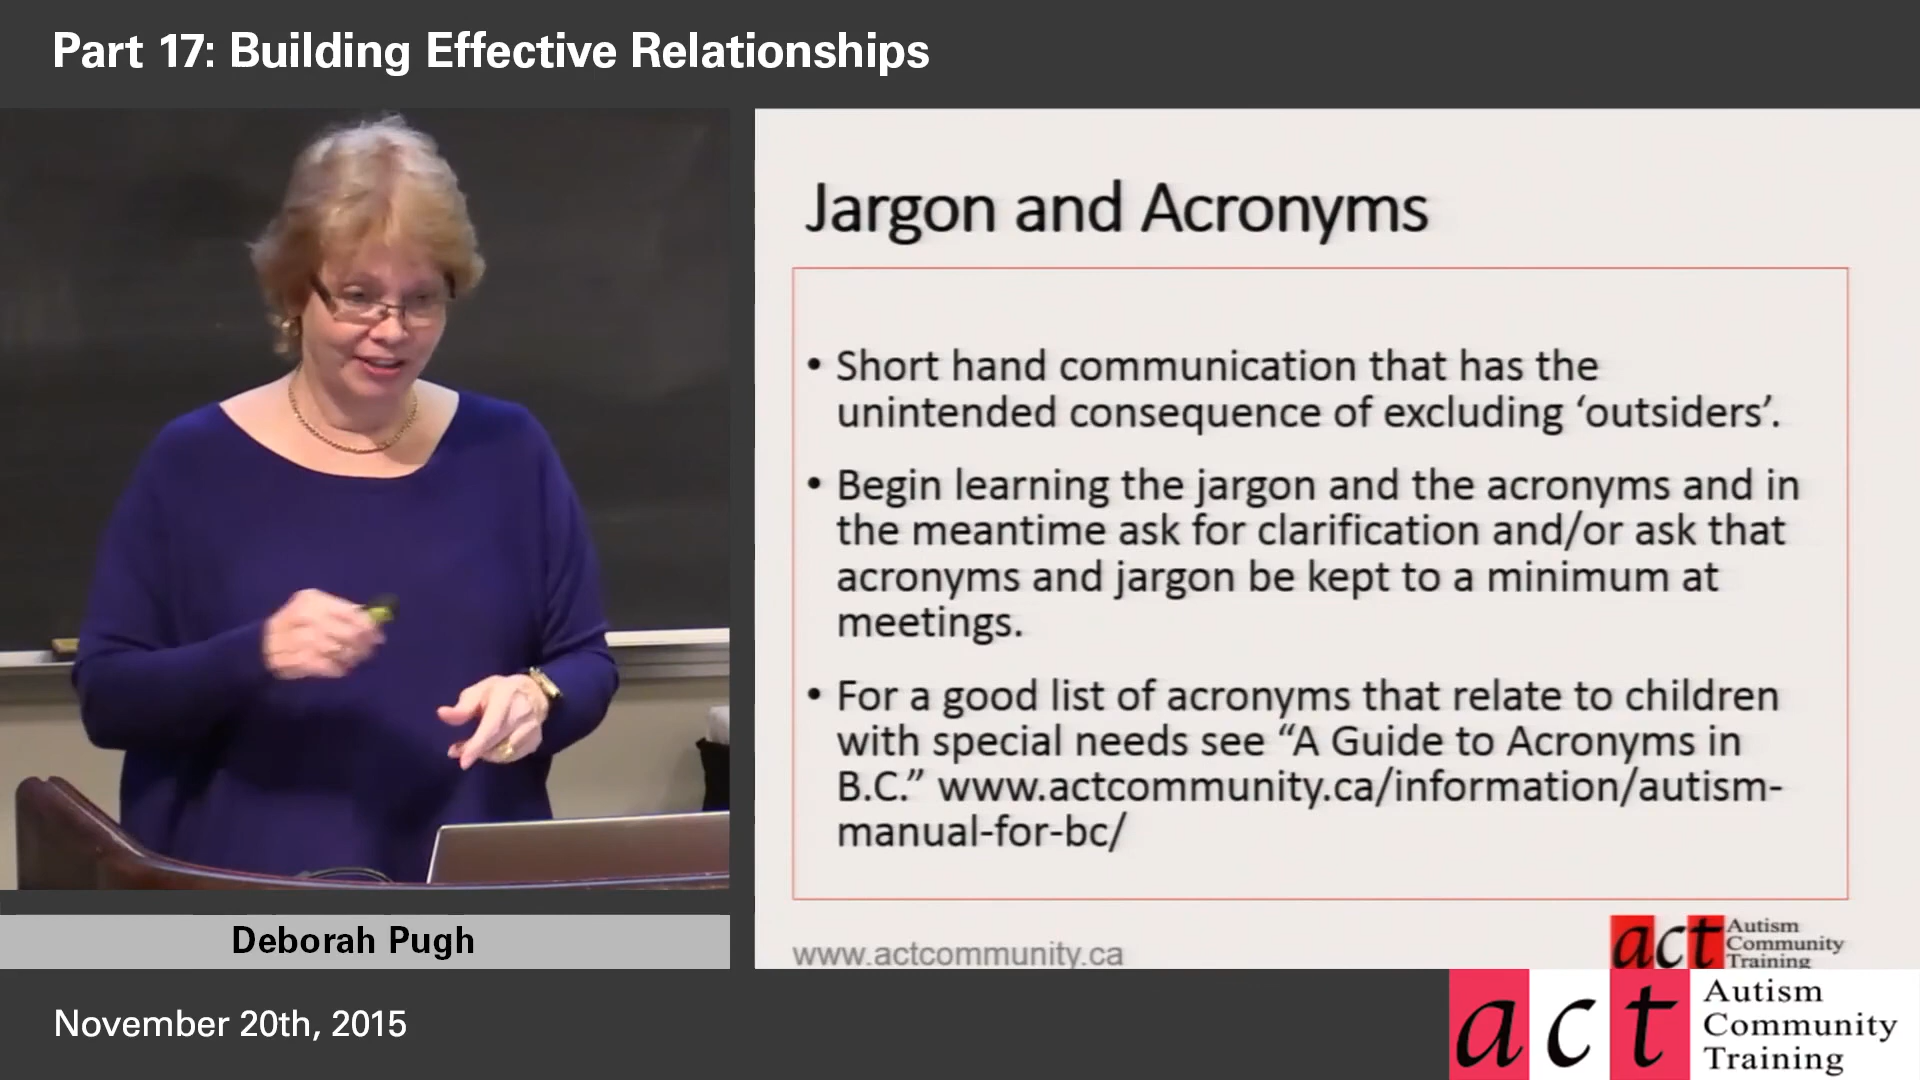 Part 17: Building Effective Relationships
Jargon and Acronyms
• Short hand communication that has the
unintended consequence of excluding ‘outsiders’.
• Begin learning the jargon and the acronyms and in
the meantime ask for clarification and/or ask that
acronyms and jargon be kept to a minimum at
meetings.
• For a good list of acronyms that relate to children
with special needs see “A Guide to Acronyms in
B.C.” www.actcommunity.ca/information/autism-
manual-for-bc/
www.actcommunity.ca
act
Autism
Community
Training
Deborah Pugh
November 20th, 2015
act
Autism
Community
Training